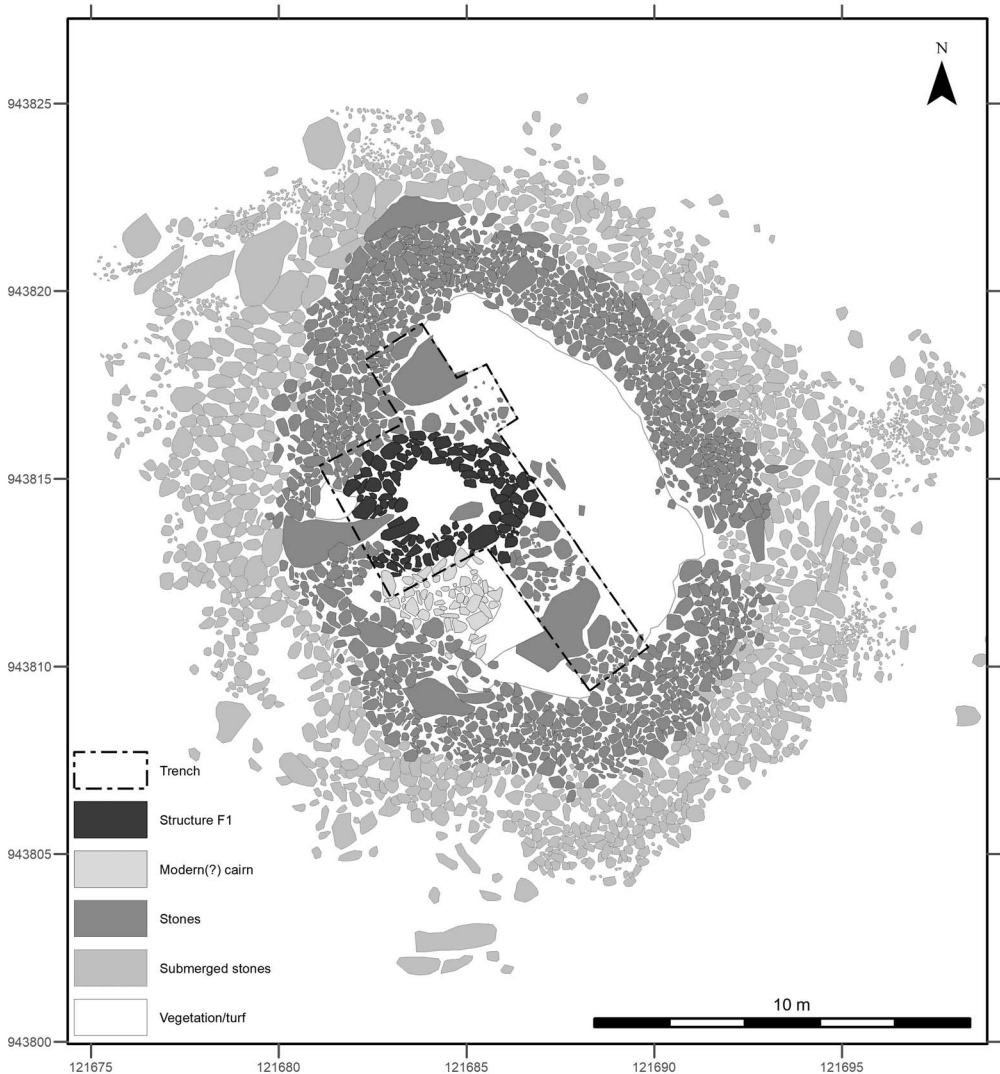 N
943825
943820
943815
943810
943805
943800
Trench
Structure F1
Modern(?) cairn
Stones
Submerged stones
Vegetation/turf
10 m
121675
121680
121685
121690
121695